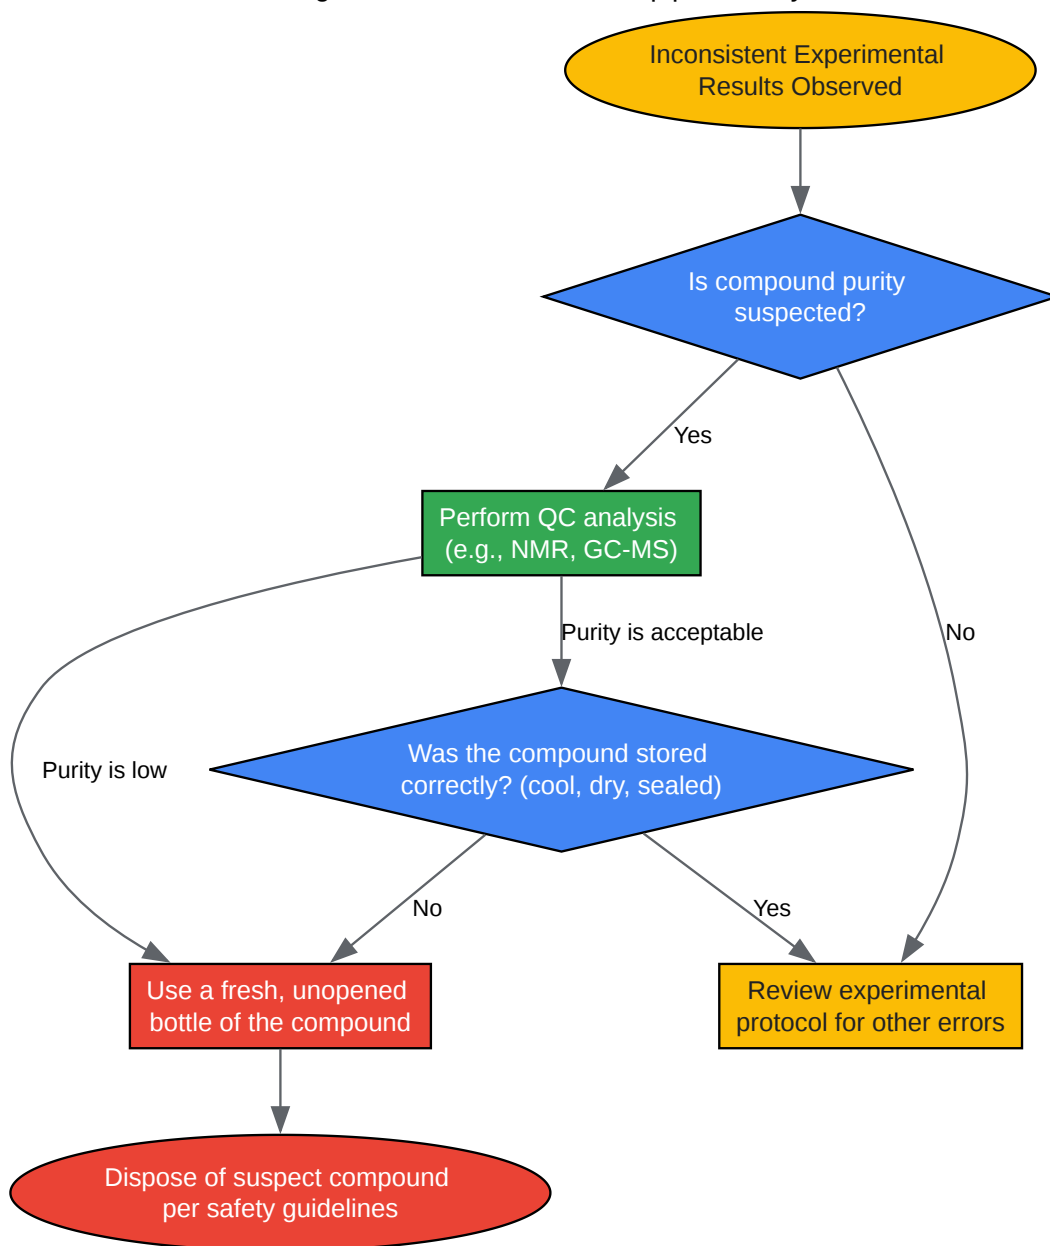 Inconsistent Experimental
Results Observed
Is compound purity
suspected?
Yes
Perform QC analysis
(e.g., NMR, GC-MS)
Purity is acceptable
No
Was the compound stored
correctly? (cool, dry, sealed)
Purity is low
No
Yes
Use a fresh, unopened
bottle of the compound
Review experimental
protocol for other errors
Dispose of suspect compound
per safety guidelines